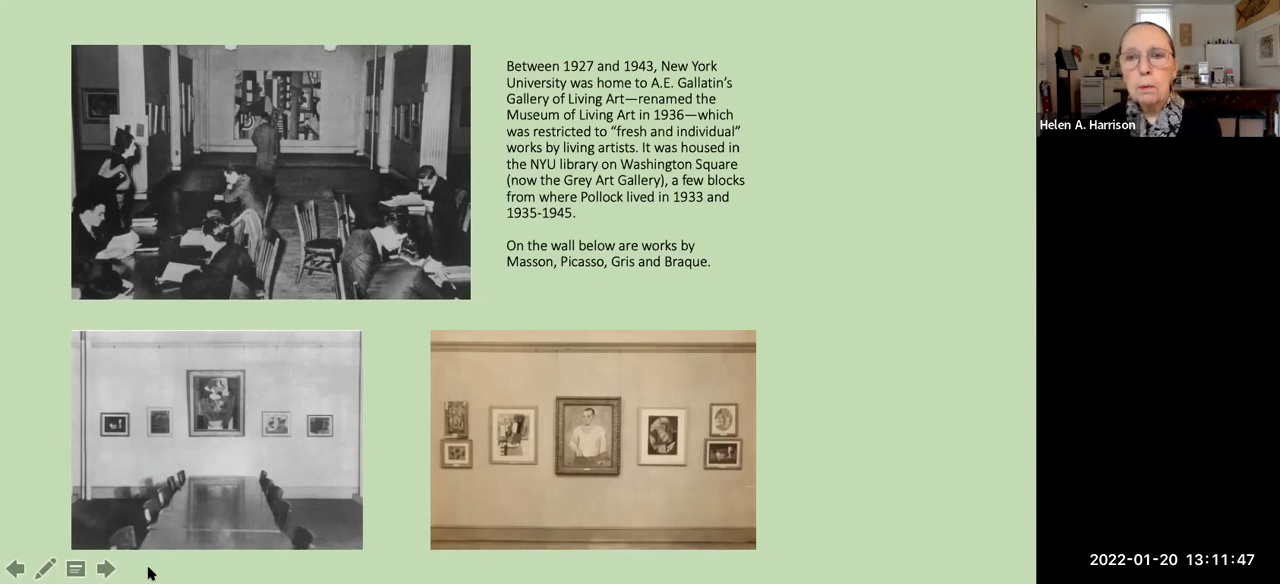 Between 1927 and 1943, New York
University was home to A.E. Gallatin's
Gallery of Living Art—renamed the
Museum of Living Art in 1936—which
was restricted to “fresh and individual”
works by living artists. It was housed in
the NYU library on Washington Square
(now the Grey Art Gallery), a few blocks
from where Pollock lived in 1933 and
1935-1945.
On the wall below are works by
Masson, Picasso, Gris and Braque.
Helen A. Harrison
2022-01-20 13:11:47